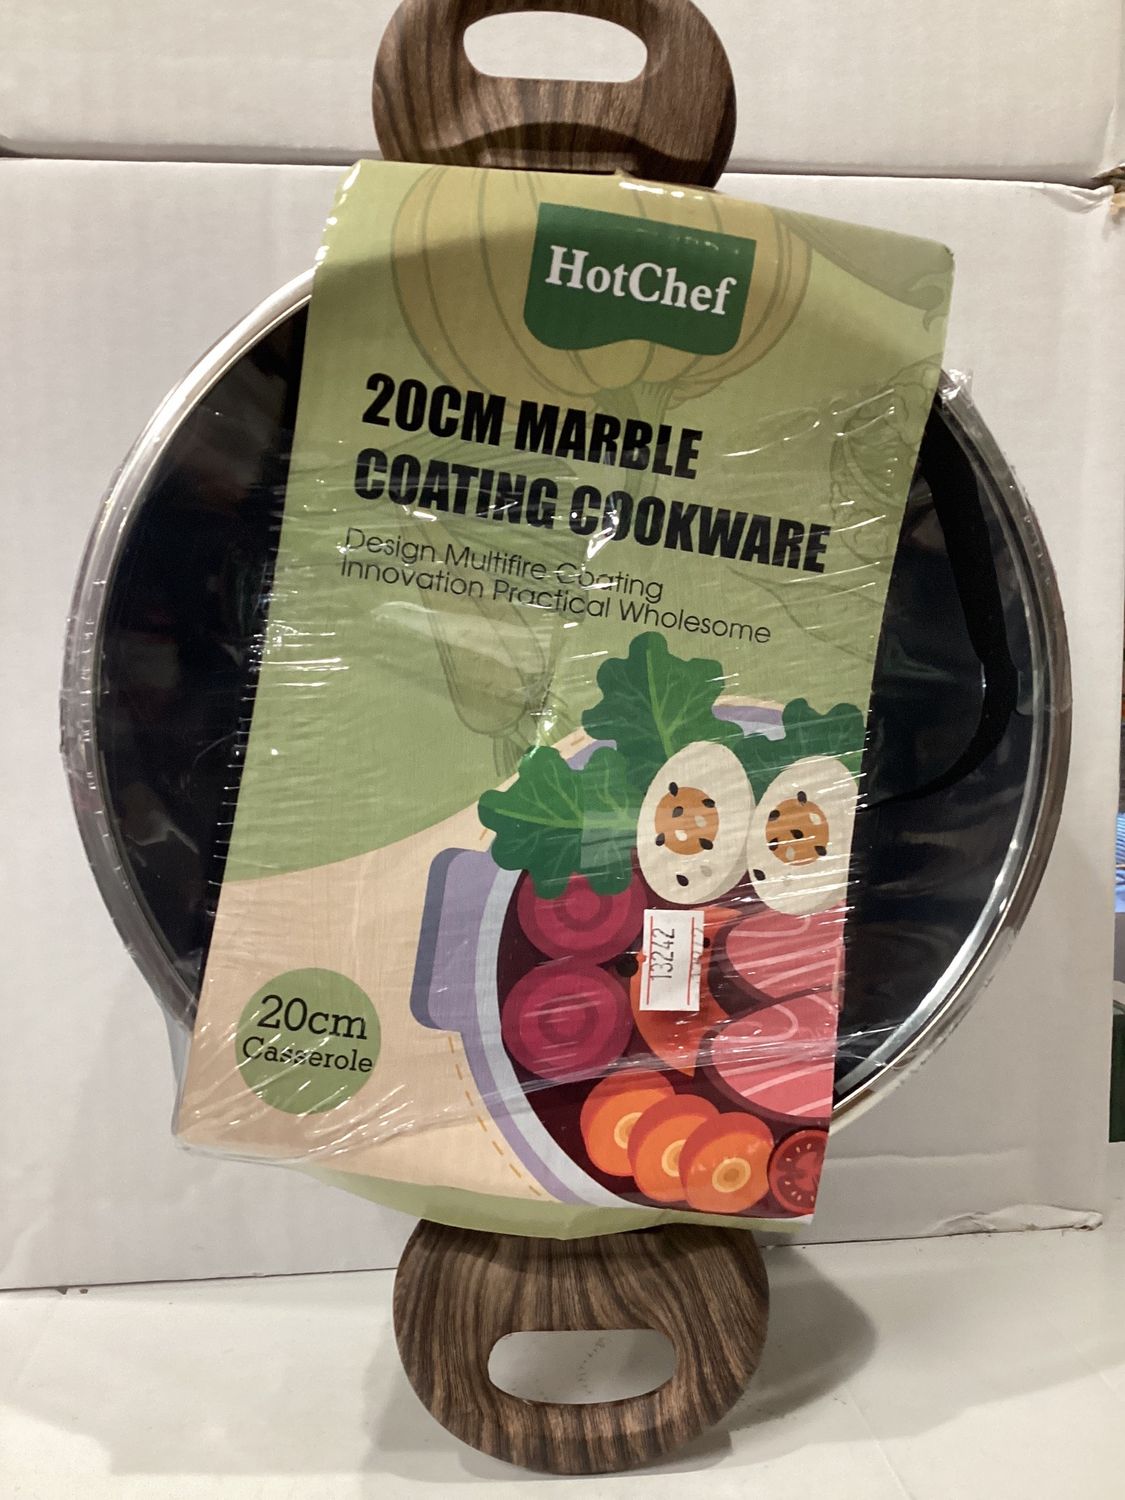 HotChef
20CM MARBLE
COATING COOKWARE
Design Multifire Coating
Innovation Practical Wholesome
13242
20cm
Casserole